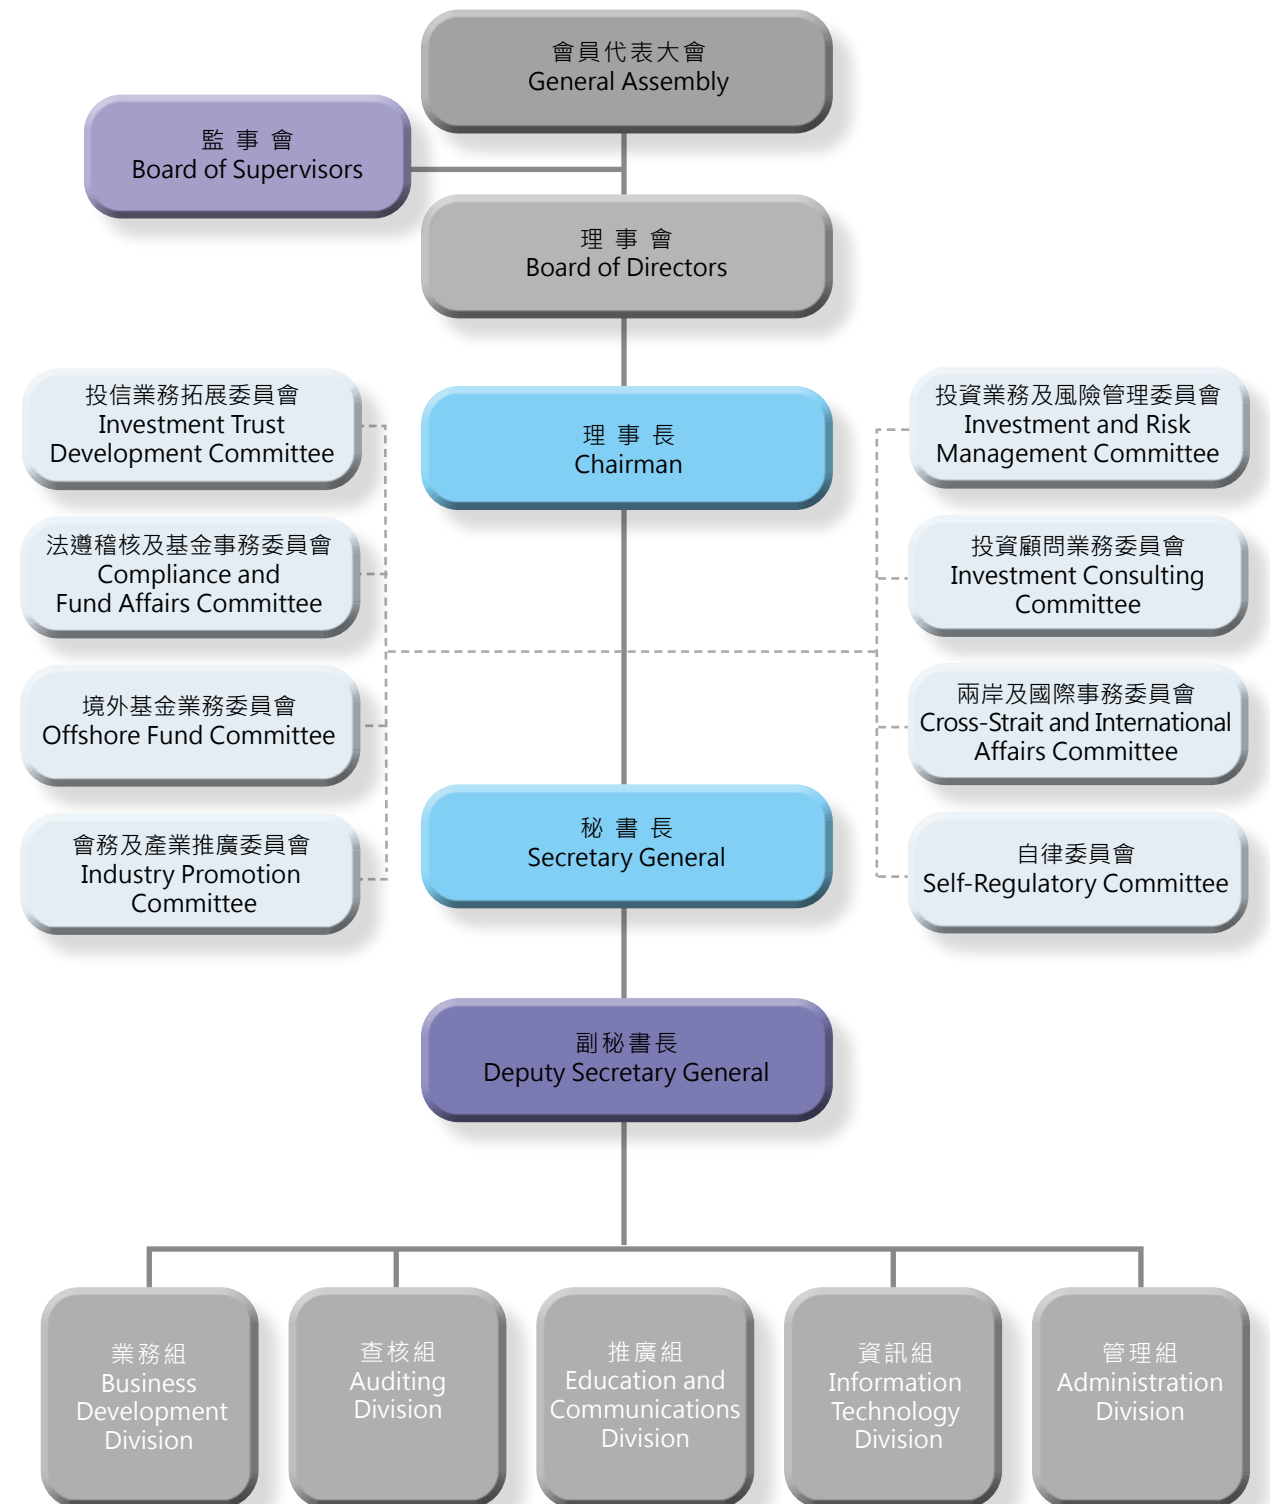 會員代表大會
General Assembly
監事會
Board of Supervisors
理事會
Board of Directors
理事長
Chairman
投信業務拓展委員會
Investment Trust
Development Committee
法遵稽核及基金事務委員會
Compliance and
Fund Affairs Committee
境外基金業務委員會
Offshore Fund Committee
會務及產業推廣委員會
Industry Promotion
Committee
投資業務及風險管理委員會
Investment and Risk
Management Committee
投資顧問業務委員會
Investment Consulting
Committee
兩岸及國際事務委員會
Cross-Strait and International
Affairs Committee
自律委員會
Self-Regulatory Committee
秘書長
Secretary General
副秘書長
Deputy Secretary General
業務組
Business
Development
Division
查核組
Auditing
Division
推廣組
Education and
Communications
Division
資訊組
Information
Technology
Division
管理組
Administration
Division